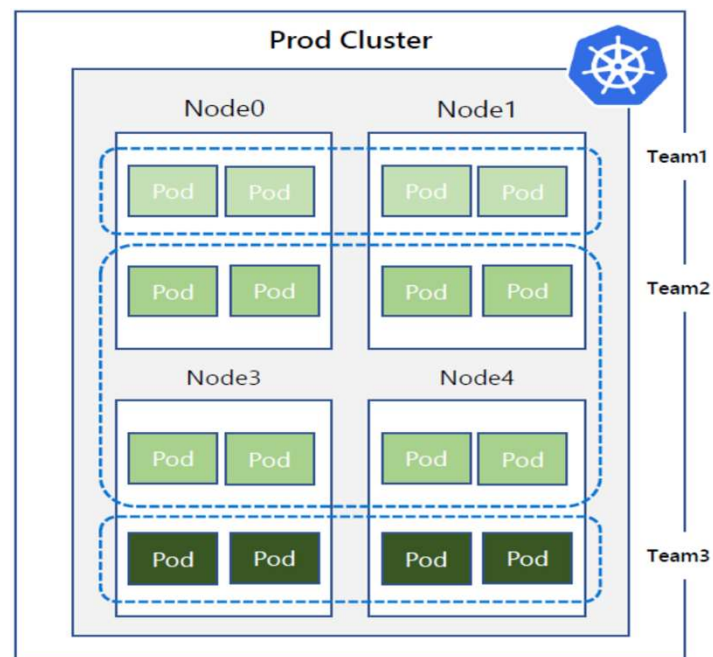 Prod Cluster
Node0 Node1
Team1
Pod Pod Pod Pod
Pod Pod Pod Pod
Team2
Node3 Node4
Pod Pod Pod Pod
Pod Pod Pod Pod
Team3